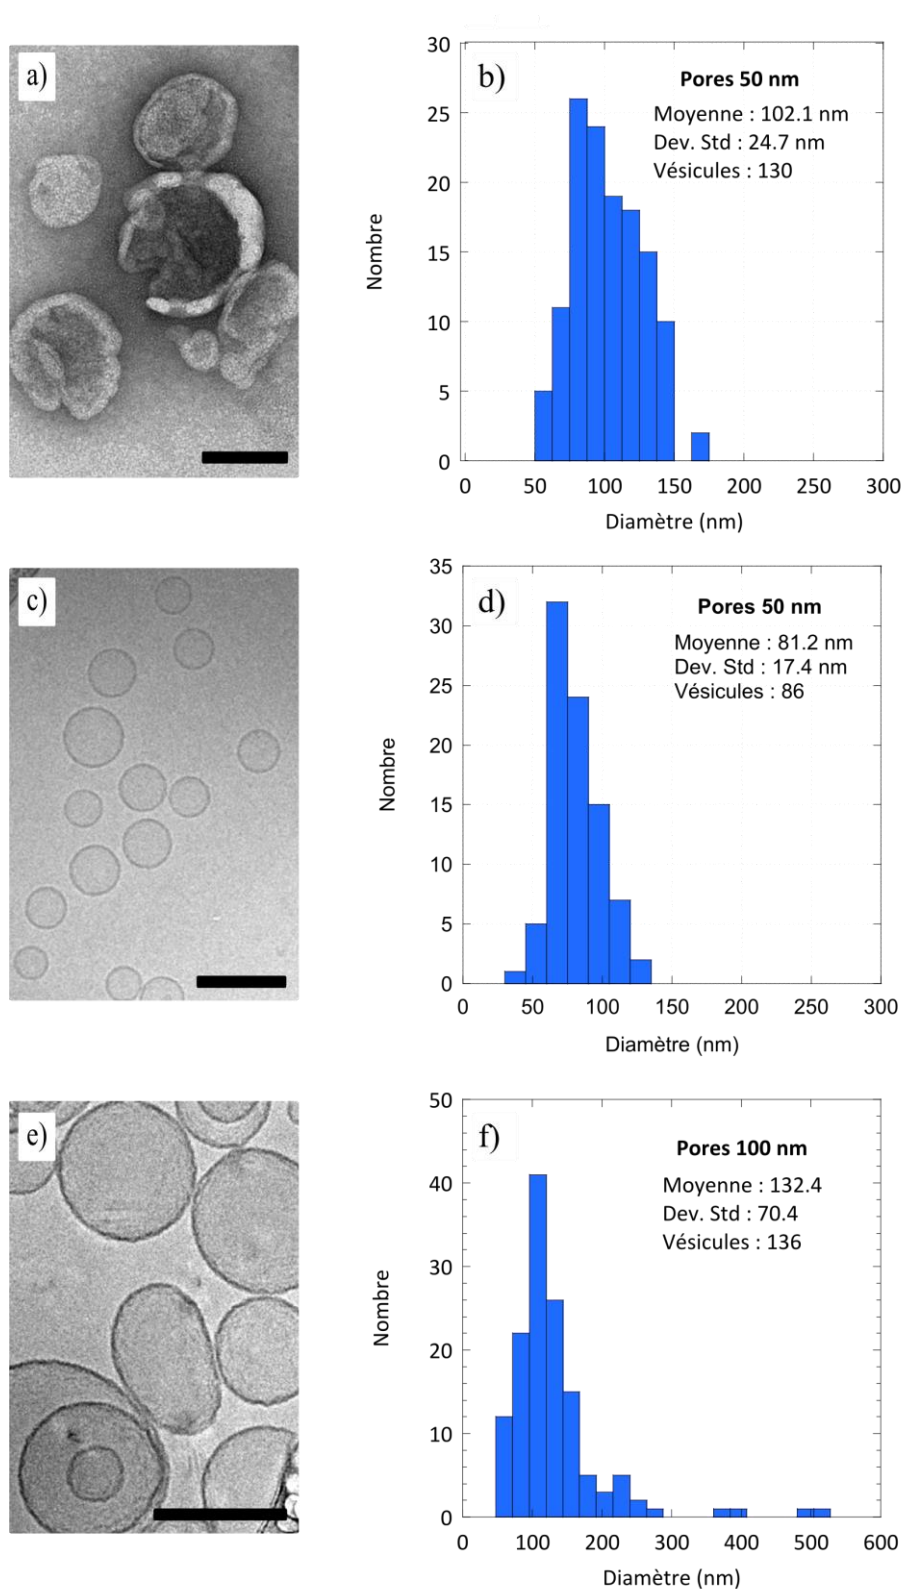 a)
b)
Pores 50 nm
Moyenne : 102.1 nm
Dev. Std : 24.7 nm
Vésicules : 130
Nombre
30
25
20
15
10
5
0
0 50 100 150 200 250 300
Diamètre (nm)
c)
d)
Pores 50 nm
Moyenne : 81.2 nm
Dev. Std : 17.4 nm
Vésicules : 86
Nombre
35
30
25
20
15
10
5
0
0 50 100 150 200 250 300
Diamètre (nm)
e)
f)
Pores 100 nm
Moyenne : 132.4
Dev. Std : 70.4
Vésicules : 136
Nombre
50
40
30
20
10
0
0 100 200 300 400 500 600
Diamètre (nm)